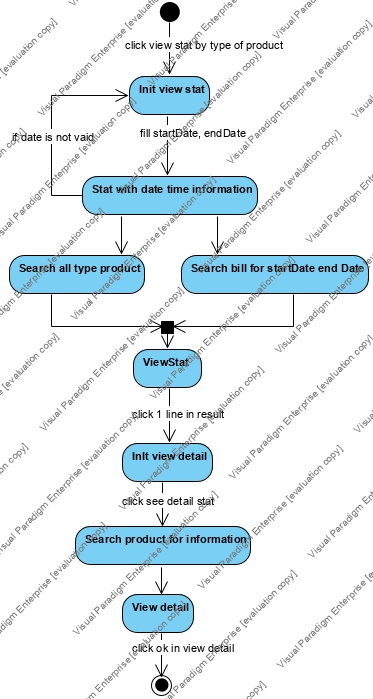 click view stat by type of product
Init view stat
if date is not vaid
fill startDate, endDate
Stat with date time information
Search all type product
Search bill for startDate end Date
ViewStat
click 1 line in result
InIt view detail
click see detail stat
Search product for information
View detail
click ok in view detail
Visual Paradigm Enterprise [evaluation copy]